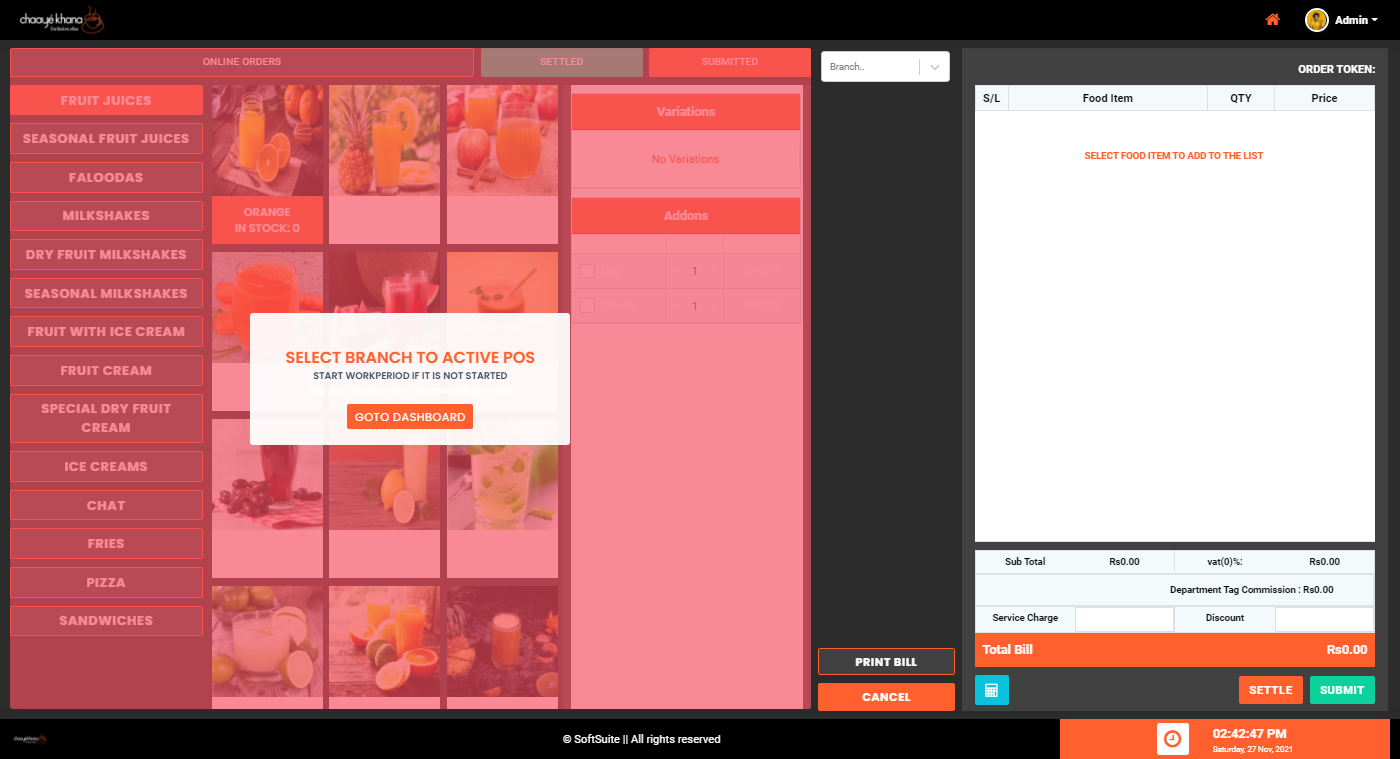 chaayé khana
Admin
ONLINE ORDERS
SETTLED
SUBMITTED
Branch..
ORDER TOKEN:
FRUIT JUICES
SEASONAL FRUIT JUICES
FALOODAS
MILKSHAKES
DRY FRUIT MILKSHAKES
SEASONAL MILKSHAKES
FRUIT WITH ICE CREAM
FRUIT CREAM
SPECIAL DRY FRUIT
CREAM
ICE CREAMS
CHAT
FRIES
PIZZA
SANDWICHES
ORANGE
IN STOCK: 0
Variations
No Variations
Addons
1
1
SELECT BRANCH TO ACTIVE POS
START WORKPERIOD IF IT IS NOT STARTED
GOTO DASHBOARD
PRINT BILL
CANCEL
S/L Food Item QTY Price
SELECT FOOD ITEM TO ADD TO THE LIST
Sub Total Rs0.00 vat(0)%: Rs0.00
Department Tag Commission : Rs0.00
Service Charge Discount
Total Bill Rs0.00
SETTLE
SUBMIT
chaayé khana
© SoftSuite || All rights reserved
02:42:47 PM
Saturday, 27 Nov, 2021